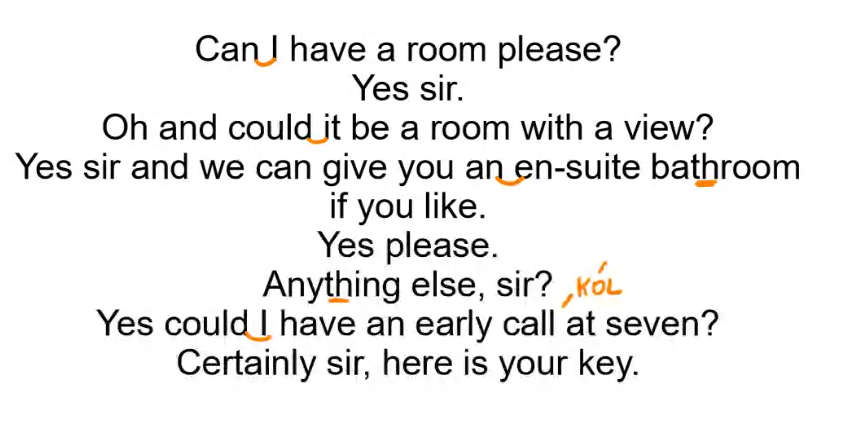 Can I have a room please?
Yes sir.
Oh and could it be a room with a view?
Yes sir and we can give you an en-suite bathroom
if you like.
Yes please.
Anything else, sir? ,KÓL
Yes could I have an early call at seven?
Certainly sir, here is your key.